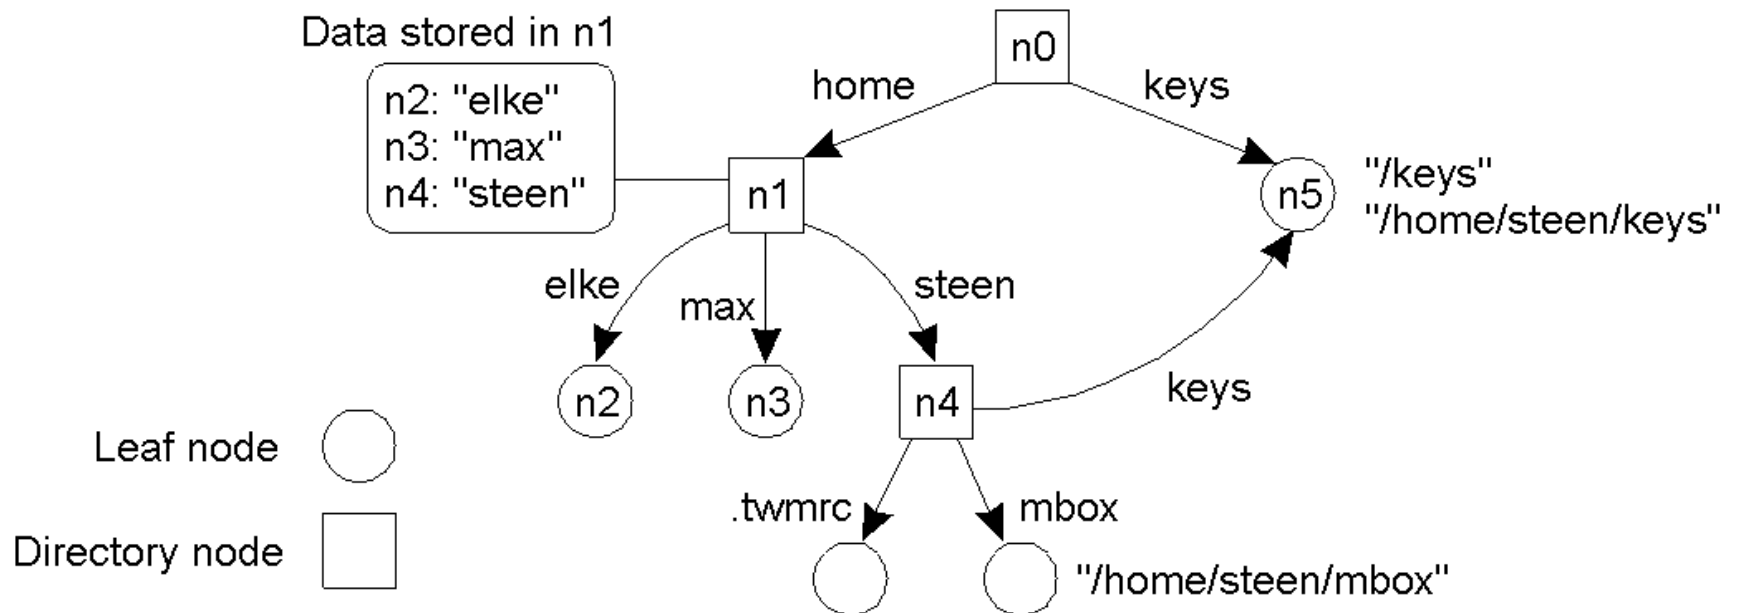 Data stored in n1
n0
home
keys
n2: "elke"
n3: "max"
n4: "steen"
n1
n5
"/keys"
"/home/steen/keys"
elke
max
steen
n2
n3
n4
keys
Leaf node
.twmrc
mbox
Directory node
"/home/steen/mbox"